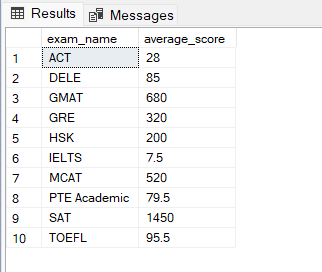 Results Messages
exam_name average_score
1 ACT 28
2 DELE 85
3 GMAT 680
4 GRE 320
5 HSK 200
6 IELTS 7.5
7 MCAT 520
8 PTE Academic 79.5
9 SAT 1450
10 TOEFL 95.5